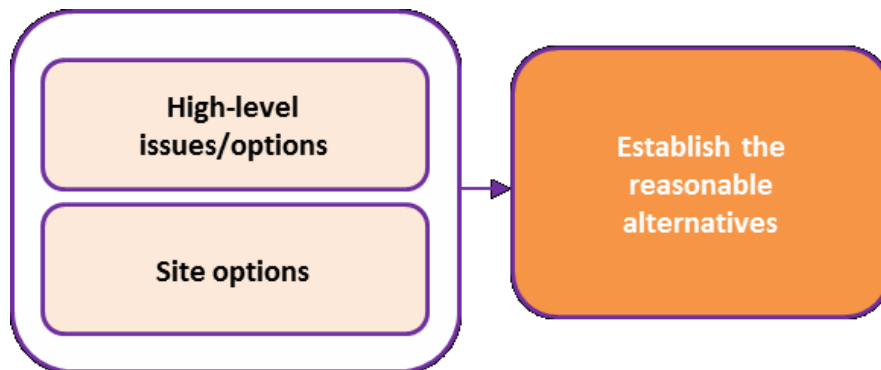 High-level
issues/options
Site options
Establish the
reasonable
alternatives